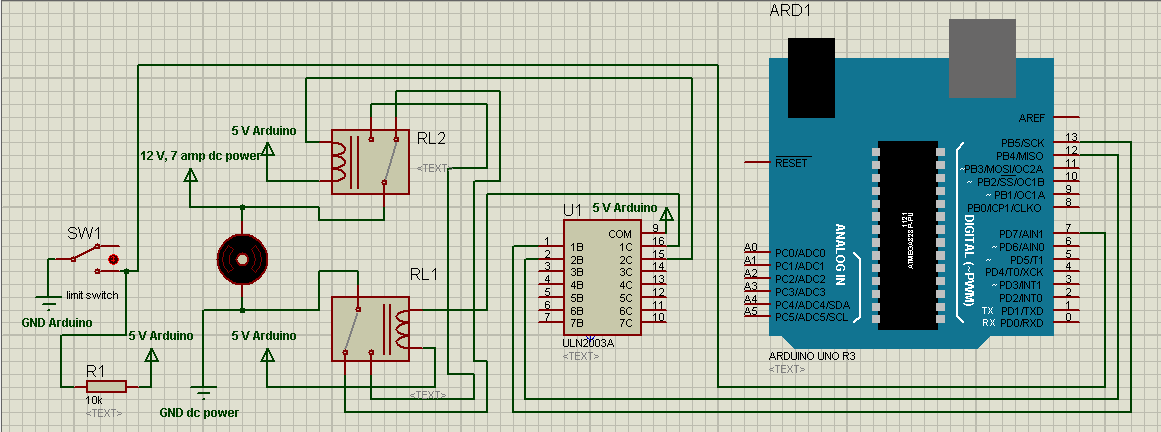 ARD1
5 V Arduino
RL2
12 V, 7 amp dc power
<TEXT>
SW1
limit switch
GND Arduino
5 V Arduino
R1
10k
<TEXT>
5 V Arduino
GND dc power
RL1
<TEXT>
U1
5 V Arduino
COM 9
1 1B 1C 16
2 2B 2C 15
3 3B 3C 14
4 4B 4C 13
5 5B 5C 12
6 6B 6C 11
7 7B 7C 10
ULN2003A
<TEXT>
RESET
AREF
PB5/SCK 13
PB4/MISO 12
~PB3/MOSI/OC2A 11
~ PB2/SS/OC1B 10
~ PB1/OC1A 9
PB0/ICP1/CLKO 8
PD7/AIN1 7
~ PD6/AIN0 6
~ PD5/T1 5
PD4/T0/XCK 4
~ PD3/INT1 3
PD2/INT0 2
TX PD1/TXD 1
RX PD0/RXD 0
A0 PC0/ADC0
A1 PC1/ADC1
A2 PC2/ADC2
A3 PC3/ADC3
A4 PC4/ADC4/SDA
A5 PC5/ADC5/SCL
ANALOG IN
1121
DIGITAL (~PWM)
ARDUINO UNO R3
<TEXT>